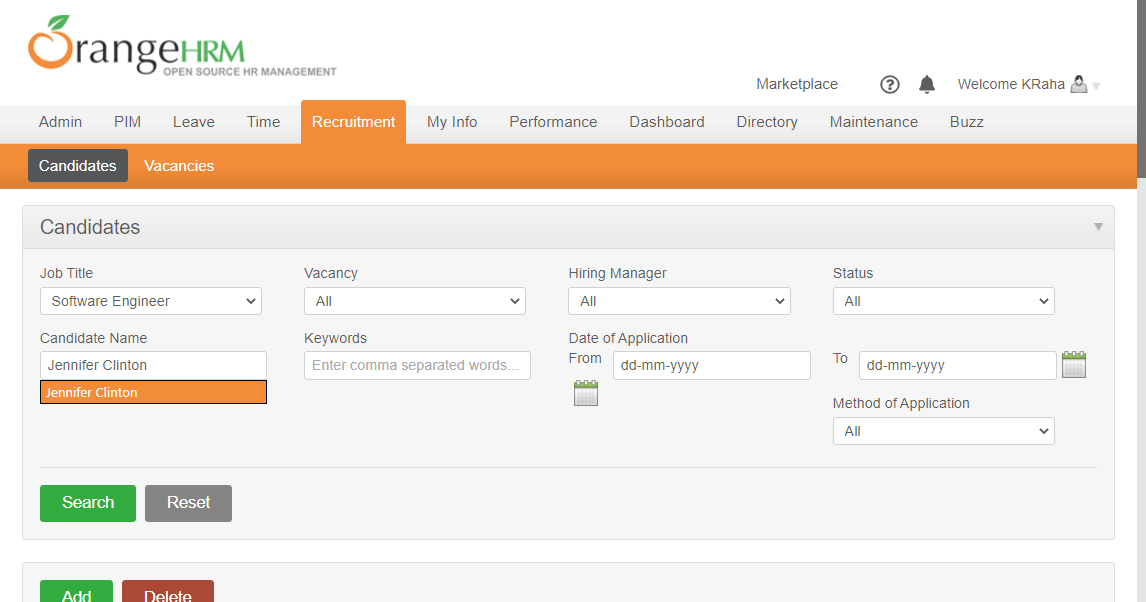 OrangeHRM
OPEN SOURCE HR MANAGEMENT
Marketplace ? Welcome KRaha
Admin PIM Leave Time Recruitment My Info Performance Dashboard Directory Maintenance Buzz
Candidates Vacancies
Candidates
Job Title Vacancy Hiring Manager Status
Software Engineer All All All
Candidate Name Keywords Date of Application
From To
Jennifer Clinton Enter comma separated words... dd-mm-yyyy dd-mm-yyyy
Jennifer Clinton
Method of Application
All
Search Reset
Add Delete